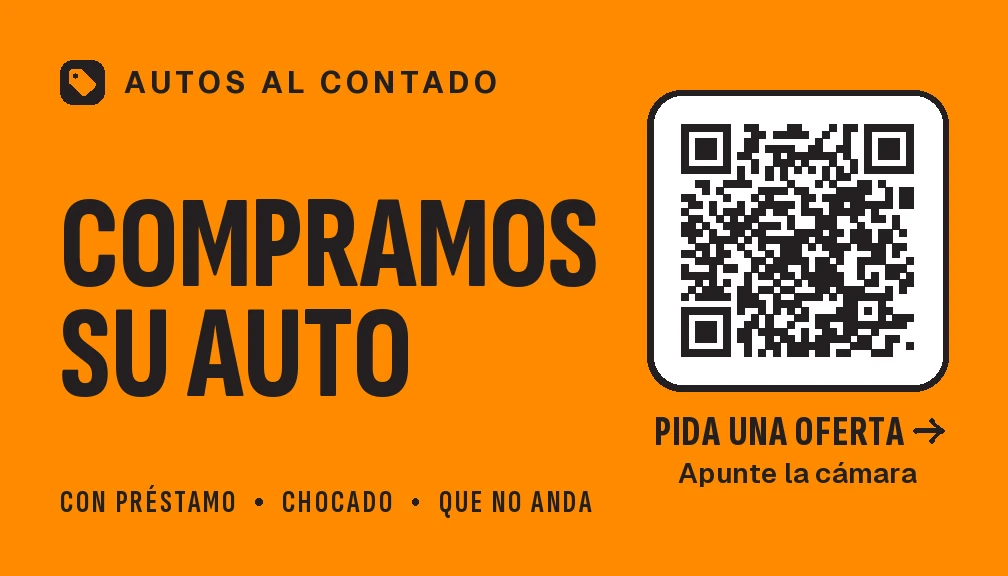 AUTOS AL CONTADO
COMPRAMOS
SU AUTO
CON PRÉSTAMO • CHOCADO • QUE NO ANDA
PIDA UNA OFERTA →
Apunte la cámara